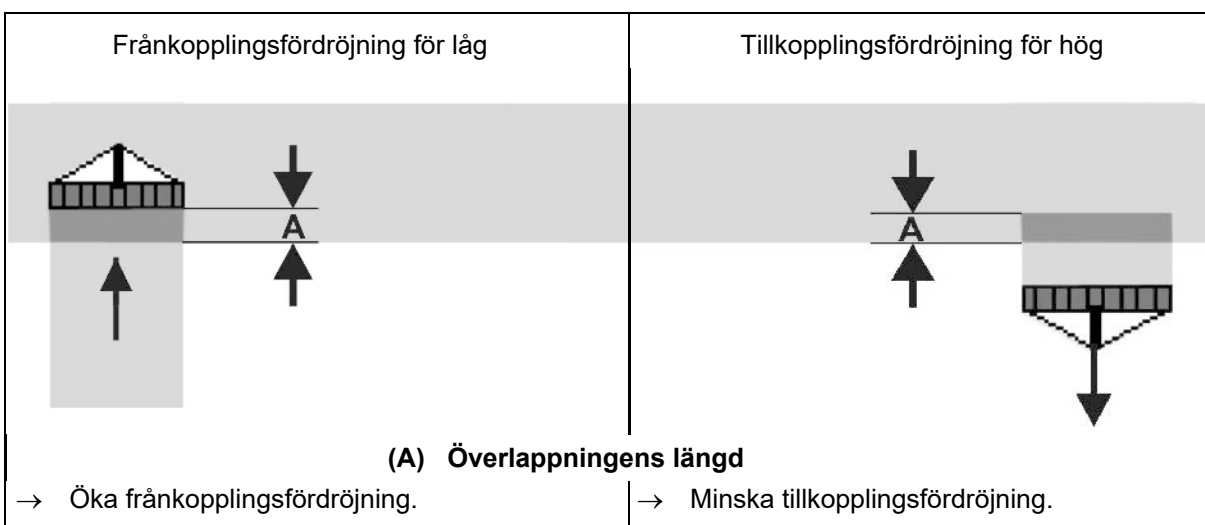 Frånkopplingsfördröjning för låg
Tillkopplingsfördröjning för hög
A
A
(A) Överlappningens längd
→ Öka frånkopplingsfördröjning.
→ Minska tillkopplingsfördröjning.